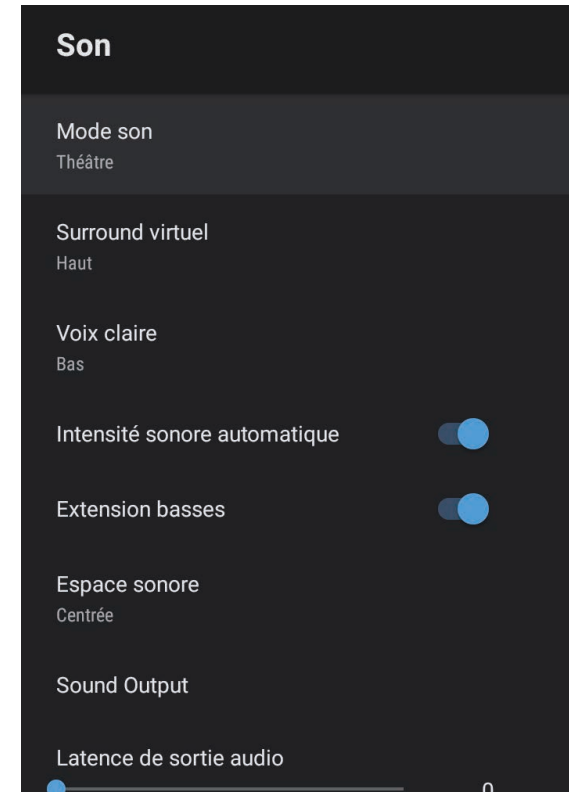 Son
Mode son
Théâtre
Surround virtuel
Haut
Voix claire
Bas
Intensité sonore automatique
Extension basses
Espace sonore
Centrée
Sound Output
Latence de sortie audio
0